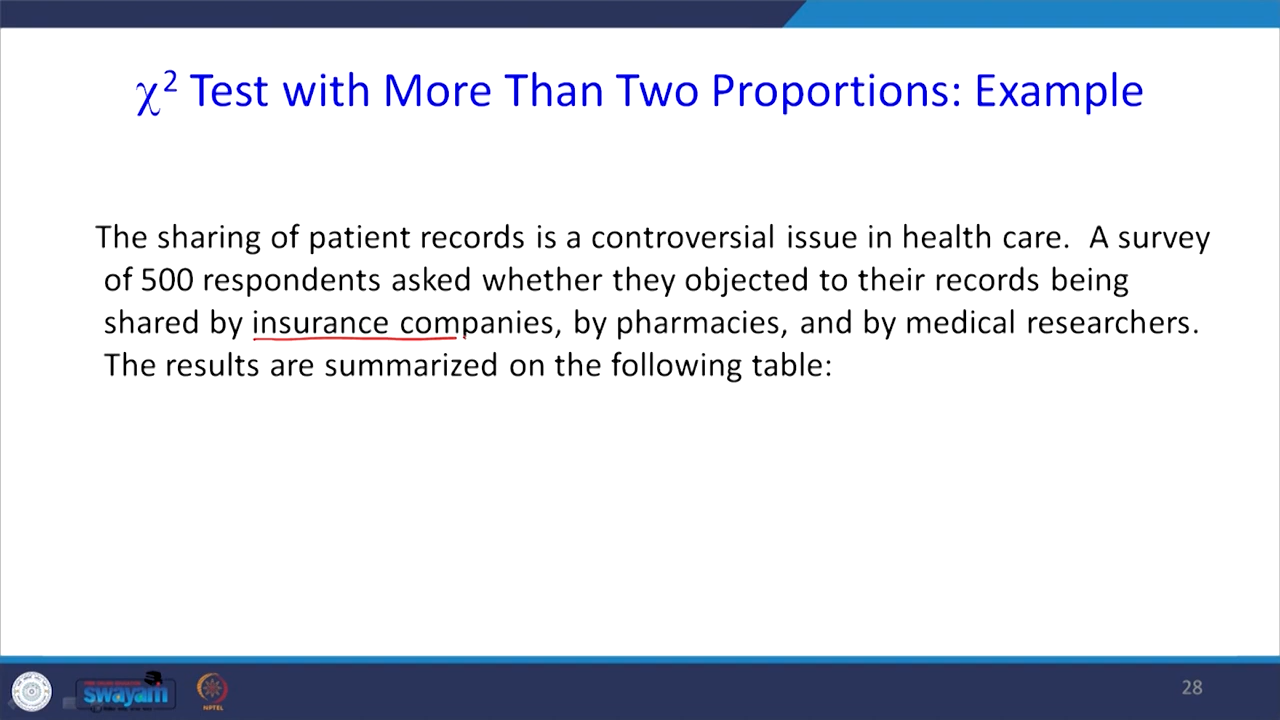 χ² Test with More Than Two Proportions: Example
The sharing of patient records is a controversial issue in health care. A survey
of 500 respondents asked whether they objected to their records being
shared by insurance companies, by pharmacies, and by medical researchers.
The results are summarized on the following table:
swayam
NPTEL
28